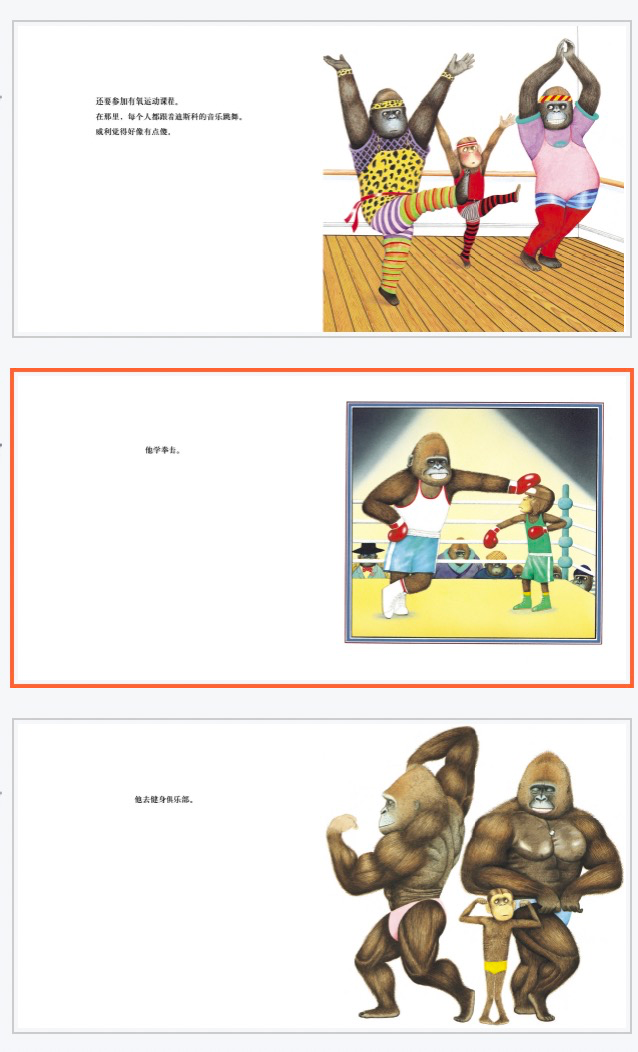 还要参加有氧运动课程。
在那里，每个人都跟着迪斯科的音乐跳舞。
威利觉得好像有点傻。
他学拳击。
他去健身俱乐部。